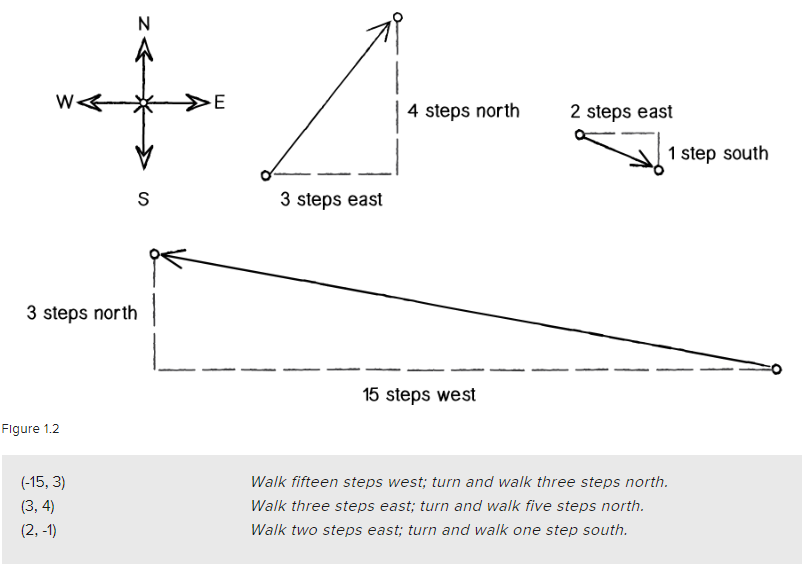 N
W
E
S
4 steps north
3 steps east
2 steps east
1 step south
3 steps north
15 steps west
Figure 1.2
(-15, 3) Walk fifteen steps west; turn and walk three steps north.
(3, 4) Walk three steps east; turn and walk five steps north.
(2, -1) Walk two steps east; turn and walk one step south.